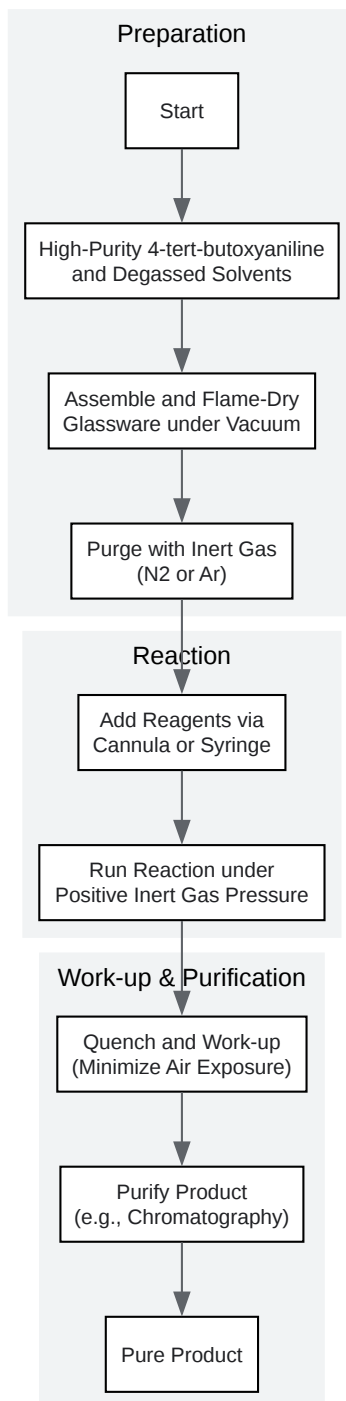 Preparation
Start
High-Purity 4-tert-butoxyaniline
and Degassed Solvents
Assemble and Flame-Dry
Glassware under Vacuum
Purge with Inert Gas
(N2 or Ar)
Reaction
Add Reagents via
Cannula or Syringe
Run Reaction under
Positive Inert Gas Pressure
Work-up & Purification
Quench and Work-up
(Minimize Air Exposure)
Purify Product
(e.g., Chromatography)
Pure Product